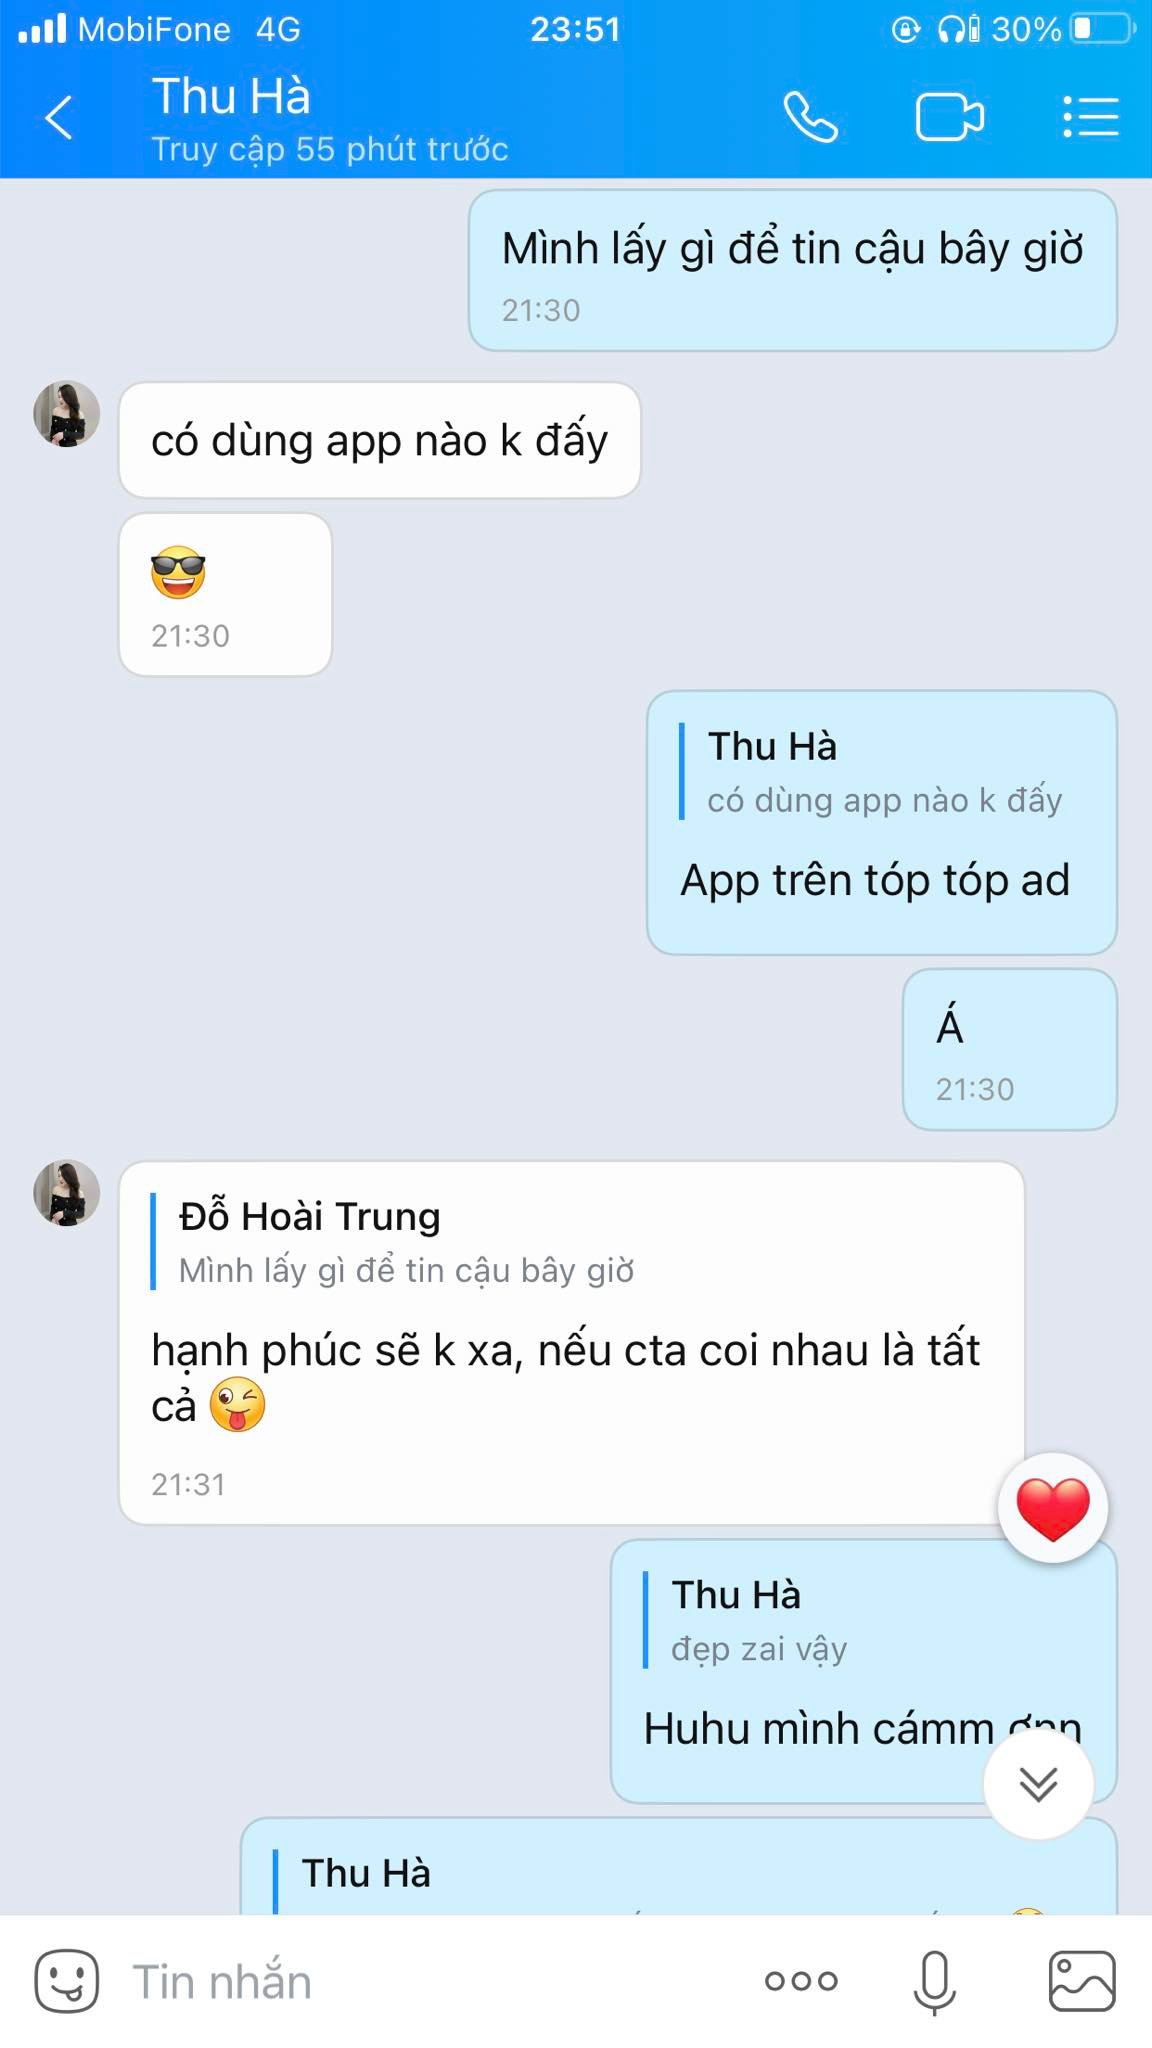 MobiFone 4G 23:51 30%
Thu Hà
Truy cập 55 phút trước
Mình lấy gì để tin cậu bây giờ
21:30
có dùng app nào k đấy
21:30
Thu Hà
có dùng app nào k đấy
App trên tóp tóp ad
Á
21:30
Đỗ Hoài Trung
Mình lấy gì để tin cậu bây giờ
hạnh phúc sẽ k xa, nếu cta coi nhau là tất
cả
21:31
Thu Hà
đẹp zai vậy
Huhu mình cámm ơnn
Thu Hà
Tin nhắn